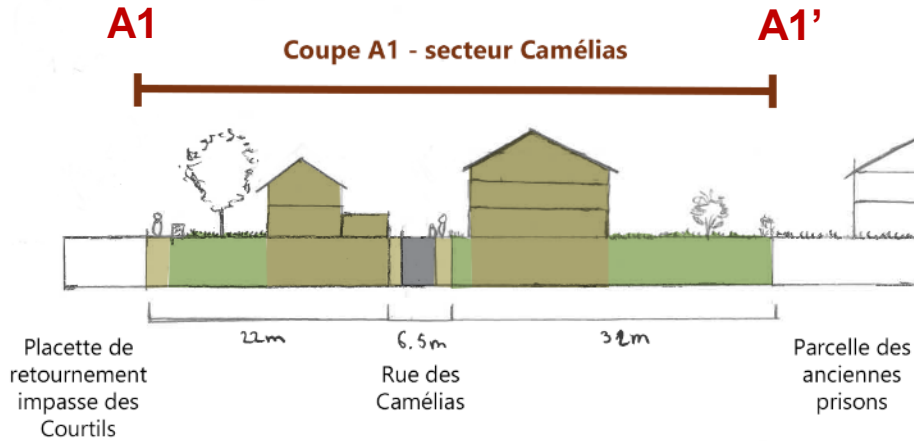 A1
A1’
Coupe A1 - secteur Camélias
22m
6.5m
32m
Placette de
retournement
impasse des
Courtils
Rue des
Camélias
Parcelle des
anciennes
prisons